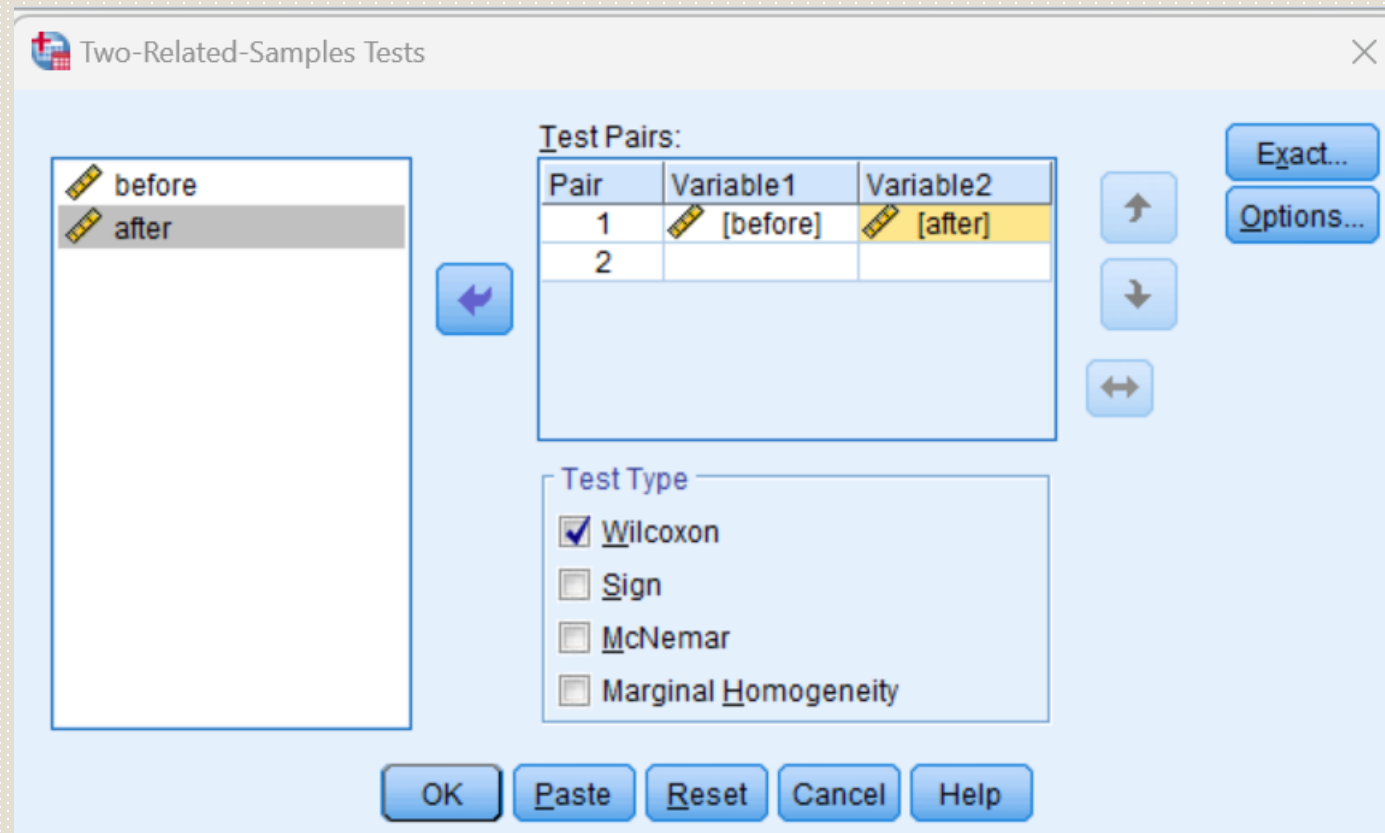 Two-Related-Samples Tests
before
after
Test Pairs:
Pair Variable1 Variable2
1 [before] [after]
2
Exact...
Options...
Test Type
Wilcoxon
Sign
McNemar
Marginal Homogeneity
OK Paste Reset Cancel Help